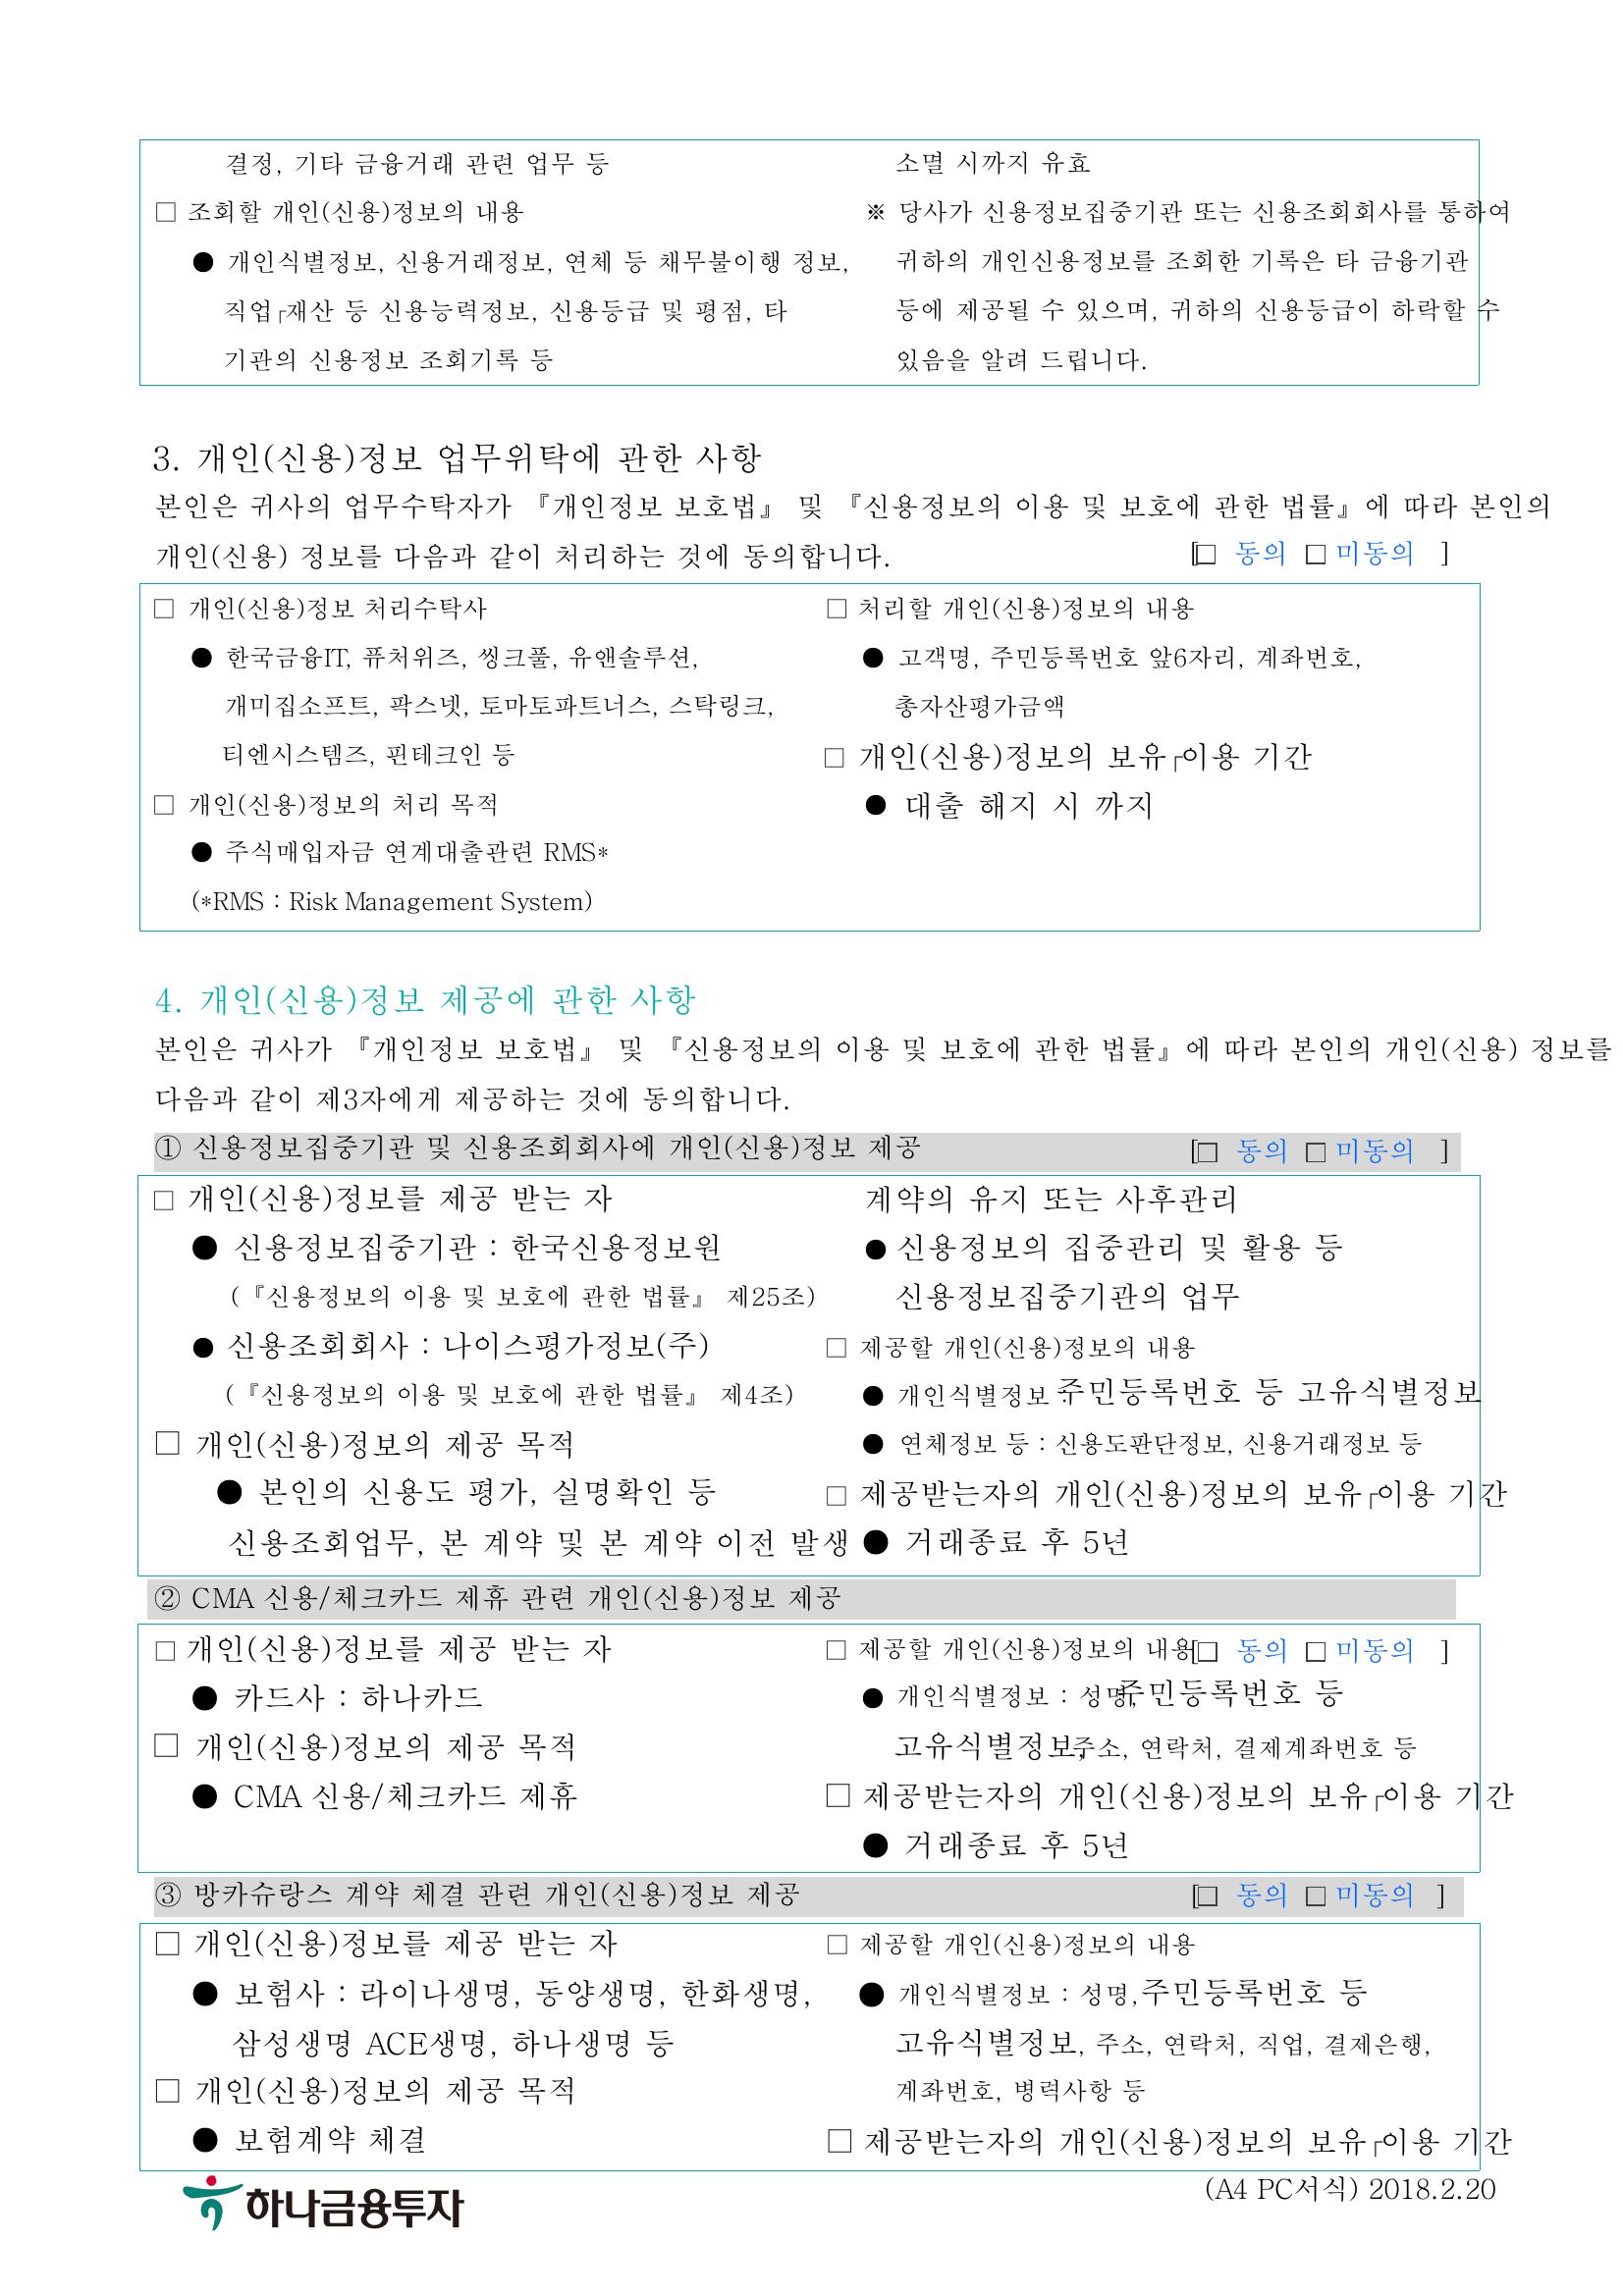 결정, 기타 금융거래 관련 업무 등
□ 조회할 개인(신용)정보의 내용
● 개인식별정보, 신용거래정보, 연체 등 채무불이행 정보,
직업┌재산 등 신용능력정보, 신용등급 및 평점, 타
기관의 신용정보 조회기록 등
소멸 시까지 유효
※ 당사가 신용정보집중기관 또는 신용조회회사를 통하여
귀하의 개인신용정보를 조회한 기록은 타 금융기관
등에 제공될 수 있으며, 귀하의 신용등급이 하락할 수
있음을 알려 드립니다.
3. 개인(신용)정보 업무위탁에 관한 사항
본인은 귀사의 업무수탁자가 『개인정보 보호법』 및 『신용정보의 이용 및 보호에 관한 법률』에 따라 본인의
개인(신용) 정보를 다음과 같이 처리하는 것에 동의합니다. [□ 동의 □ 미동의 ]
□ 개인(신용)정보 처리수탁사
● 한국금융IT, 퓨처위즈, 씽크풀, 유앤솔루션,
개미집소프트, 팍스넷, 토마토파트너스, 스탁링크,
티엔시스템즈, 핀테크인 등
□ 개인(신용)정보의 처리 목적
● 주식매입자금 연계대출관련 RMS*
(*RMS : Risk Management System)
□ 처리할 개인(신용)정보의 내용
● 고객명, 주민등록번호 앞6자리, 계좌번호,
총자산평가금액
□ 개인(신용)정보의 보유┌이용 기간
● 대출 해지 시 까지
4. 개인(신용)정보 제공에 관한 사항
본인은 귀사가 『개인정보 보호법』 및 『신용정보의 이용 및 보호에 관한 법률』에 따라 본인의 개인(신용) 정보를
다음과 같이 제3자에게 제공하는 것에 동의합니다.
① 신용정보집중기관 및 신용조회회사에 개인(신용)정보 제공 [□ 동의 □ 미동의 ]
□ 개인(신용)정보를 제공 받는 자
● 신용정보집중기관 : 한국신용정보원
(『신용정보의 이용 및 보호에 관한 법률』 제25조)
● 신용조회회사 : 나이스평가정보(주)
(『신용정보의 이용 및 보호에 관한 법률』 제4조)
□ 개인(신용)정보의 제공 목적
● 본인의 신용도 평가, 실명확인 등
신용조회업무, 본 계약 및 본 계약 이전 발생
계약의 유지 또는 사후관리
● 신용정보의 집중관리 및 활용 등
신용정보집중기관의 업무
□ 제공할 개인(신용)정보의 내용
● 개인식별정보 : 주민등록번호 등 고유식별정보
● 연체정보 등 : 신용도판단정보, 신용거래정보 등
□ 제공받는자의 개인(신용)정보의 보유┌이용 기간
● 거래종료 후 5년
② CMA 신용/체크카드 제휴 관련 개인(신용)정보 제공
□ 개인(신용)정보를 제공 받는 자
● 카드사 : 하나카드
□ 개인(신용)정보의 제공 목적
● CMA 신용/체크카드 제휴
□ 제공할 개인(신용)정보의 내용 [□ 동의 □ 미동의 ]
● 개인식별정보 : 성명, 주민등록번호 등
고유식별정보, 주소, 연락처, 결제계좌번호 등
□ 제공받는자의 개인(신용)정보의 보유┌이용 기간
● 거래종료 후 5년
③ 방카슈랑스 계약 체결 관련 개인(신용)정보 제공 [□ 동의 □ 미동의 ]
□ 개인(신용)정보를 제공 받는 자
● 보험사 : 라이나생명, 동양생명, 한화생명,
삼성생명 ACE생명, 하나생명 등
□ 개인(신용)정보의 제공 목적
● 보험계약 체결
□ 제공할 개인(신용)정보의 내용
● 개인식별정보 : 성명,주민등록번호 등
고유식별정보, 주소, 연락처, 직업, 결제은행,
계좌번호, 병력사항 등
□ 제공받는자의 개인(신용)정보의 보유┌이용 기간
하나금융투자
(A4 PC서식) 2018.2.20